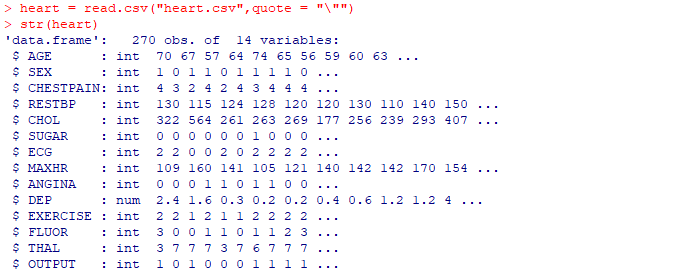 > heart = read.csv("heart.csv",quote = "\"")
> str(heart)
'data.frame':   270 obs. of  14 variables:
 $ AGE      : int  70 67 57 64 74 65 56 59 60 63 ...
 $ SEX      : int  1 0 1 1 0 1 1 1 1 0 ...
 $ CHESTPAIN: int  4 3 2 4 2 4 3 4 4 4 ...
 $ RESTBP   : int  130 115 124 128 120 120 130 110 140 150 ...
 $ CHOL     : int  322 564 261 263 269 177 256 239 293 407 ...
 $ SUGAR    : int  0 0 0 0 0 0 1 0 0 0 ...
 $ ECG      : int  2 2 0 0 2 0 2 2 2 2 ...
 $ MAXHR    : int  109 160 141 105 121 140 142 142 170 154 ...
 $ ANGINA   : int  0 0 0 1 1 0 1 1 0 0 ...
 $ DEP      : num  2.4 1.6 0.3 0.2 0.2 0.4 0.6 1.2 1.2 4 ...
 $ EXERCISE : int  2 2 1 2 1 1 2 2 2 2 ...
 $ FLUOR    : int  3 0 0 1 1 0 1 1 2 3 ...
 $ THAL     : int  3 7 7 7 3 7 6 7 7 7 ...
 $ OUTPUT   : int  1 0 1 0 0 0 1 1 1 1 ...